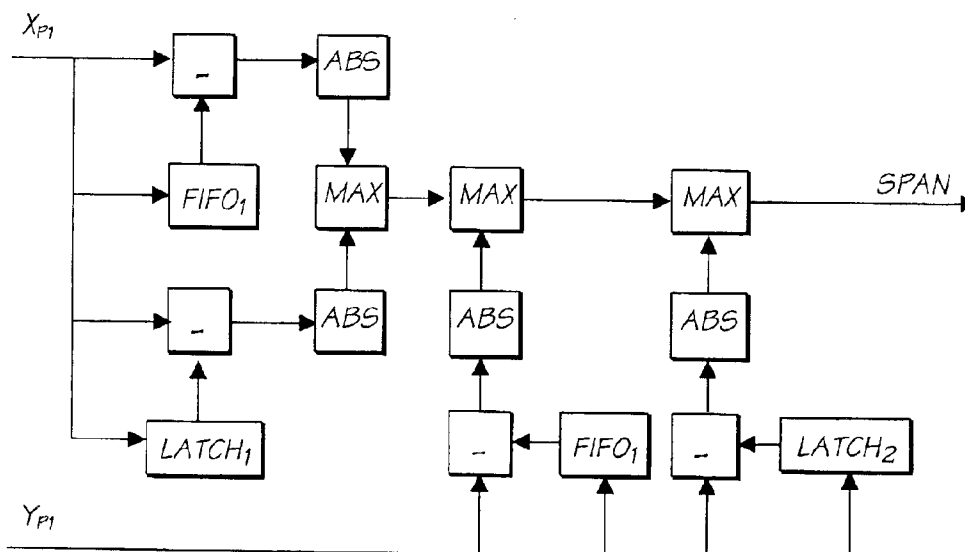 X_P1
-
ABS
FIFO_1
MAX
MAX
MAX
SPAN
-
ABS
ABS
ABS
LATCH_1
-
FIFO_1
-
LATCH_2
Y_P1